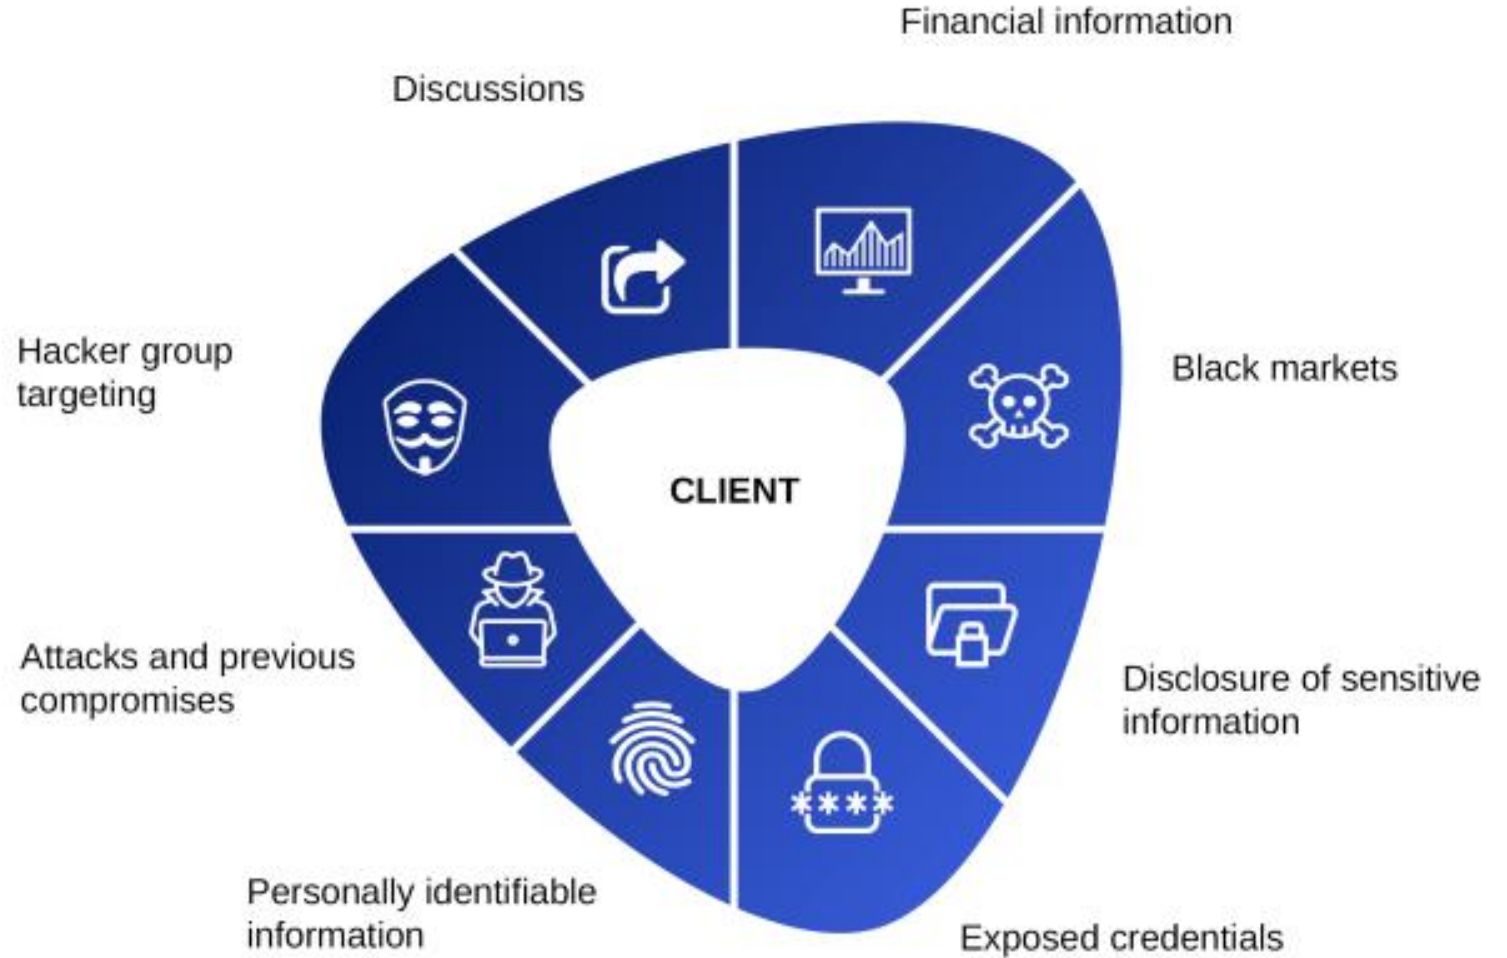 Financial information
Discussions
Hacker group
targeting
Black markets
CLIENT
Attacks and previous
compromises
Disclosure of sensitive
information
****
Personally identifiable
information
Exposed credentials